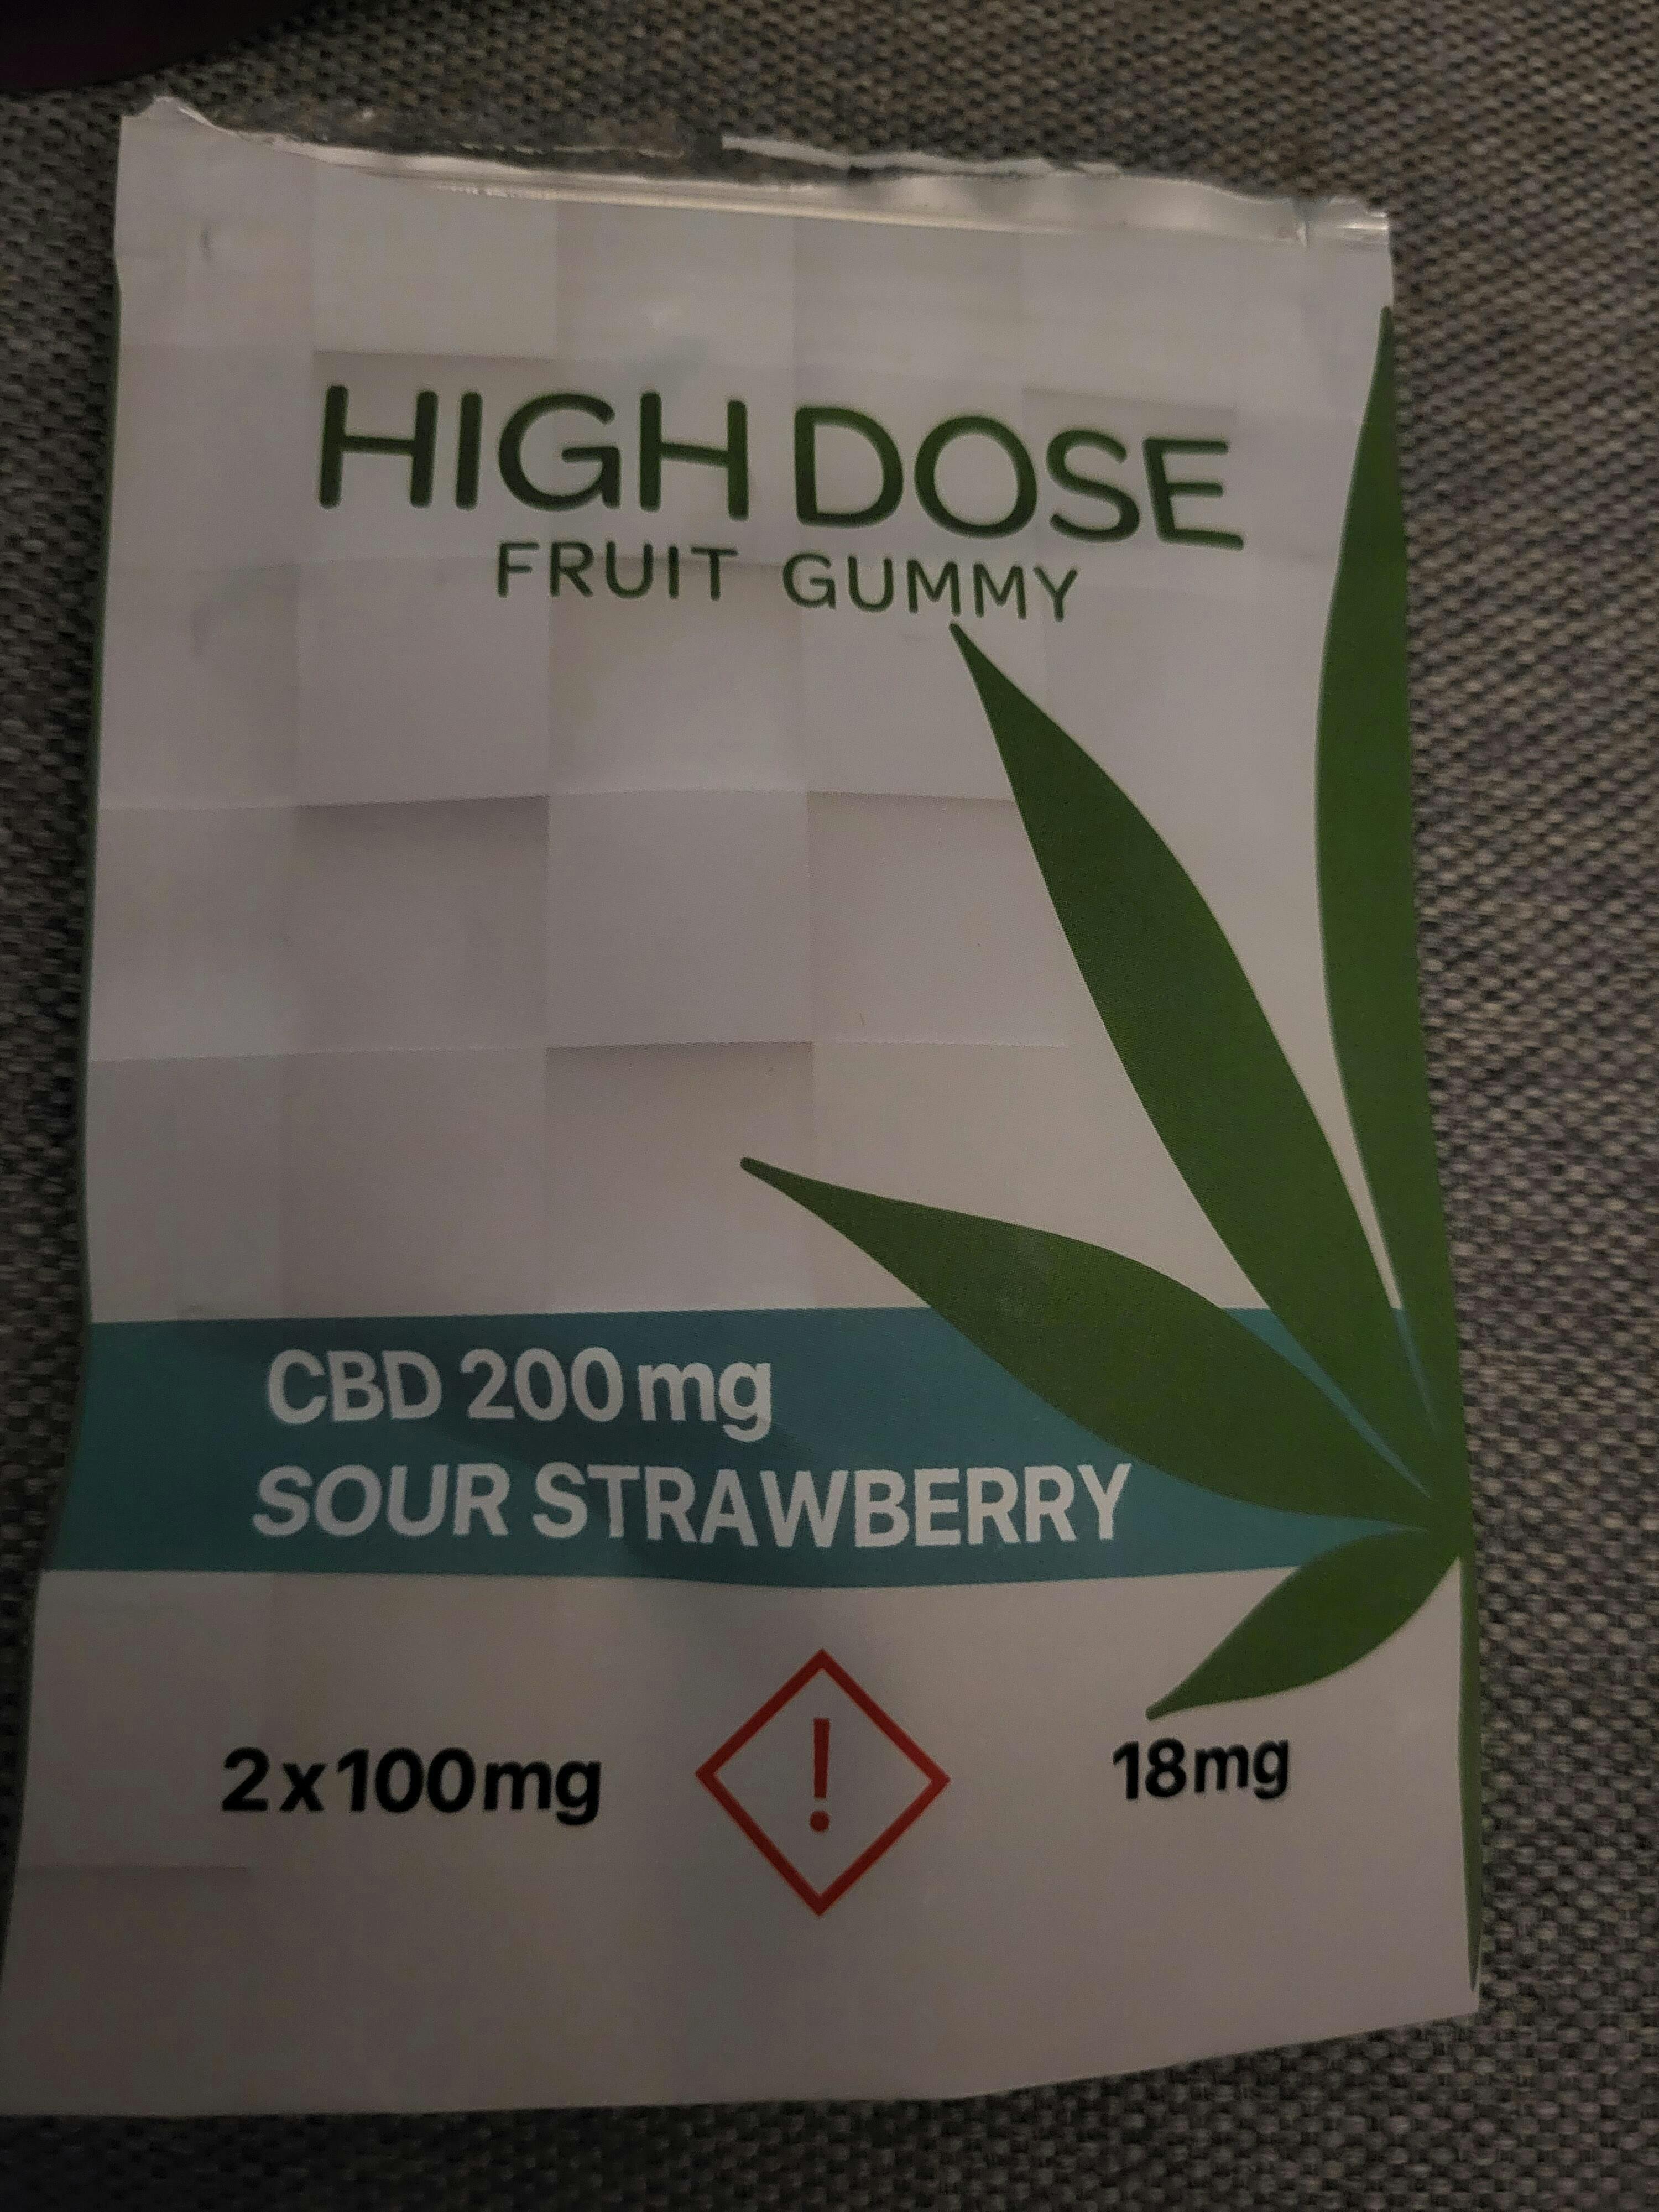 HIGH DOSE
FRUIT GUMMY
CBD 200mg
SOUR STRAWBERRY
2x100mg
!
18mg